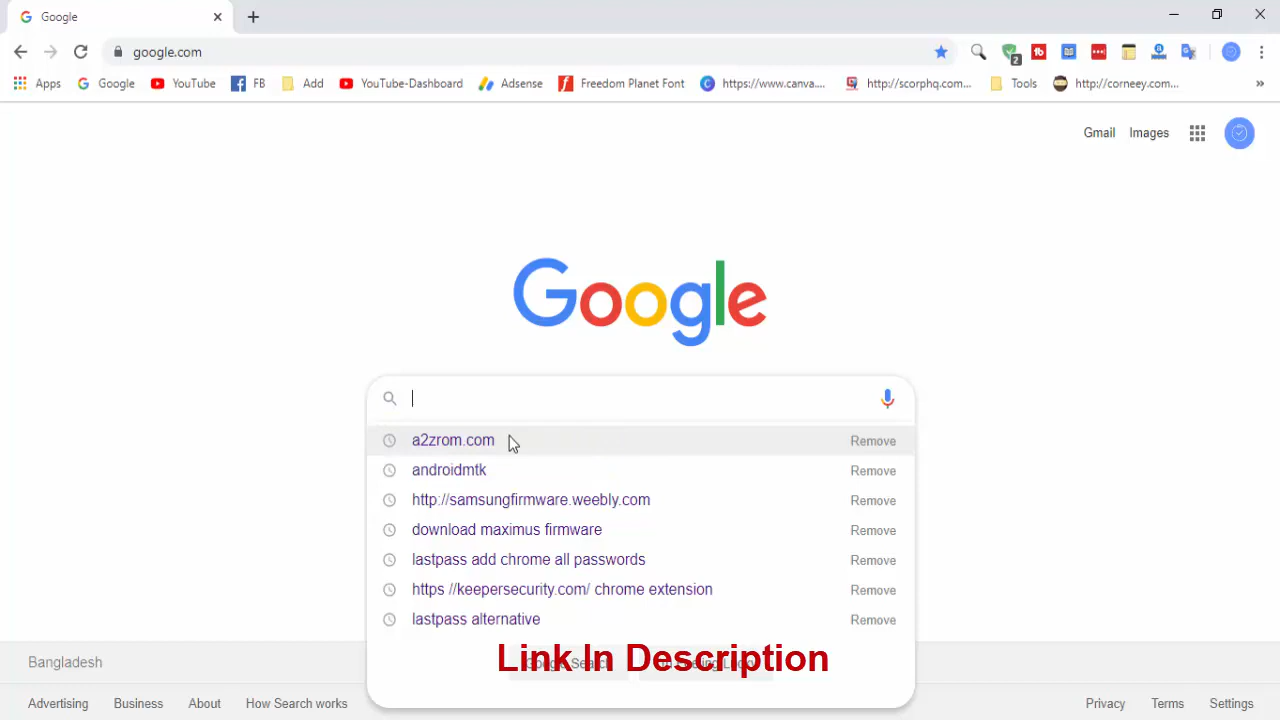 Google
google.com
2
Apps Google YouTube FB Add YouTube-Dashboard Adsense Freedom Planet Font https://www.canva.... http://scorphq.com... Tools http://corneey.com... »
Gmail Images
Google
a2zrom.com Remove
androidmtk Remove
http://samsungfirmware.weebly.com Remove
download maximus firmware Remove
lastpass add chrome all passwords Remove
https //keepersecurity.com/ chrome extension Remove
lastpass alternative Remove
Link In Description
Bangladesh
Advertising Business About How Search works Privacy Terms Settings